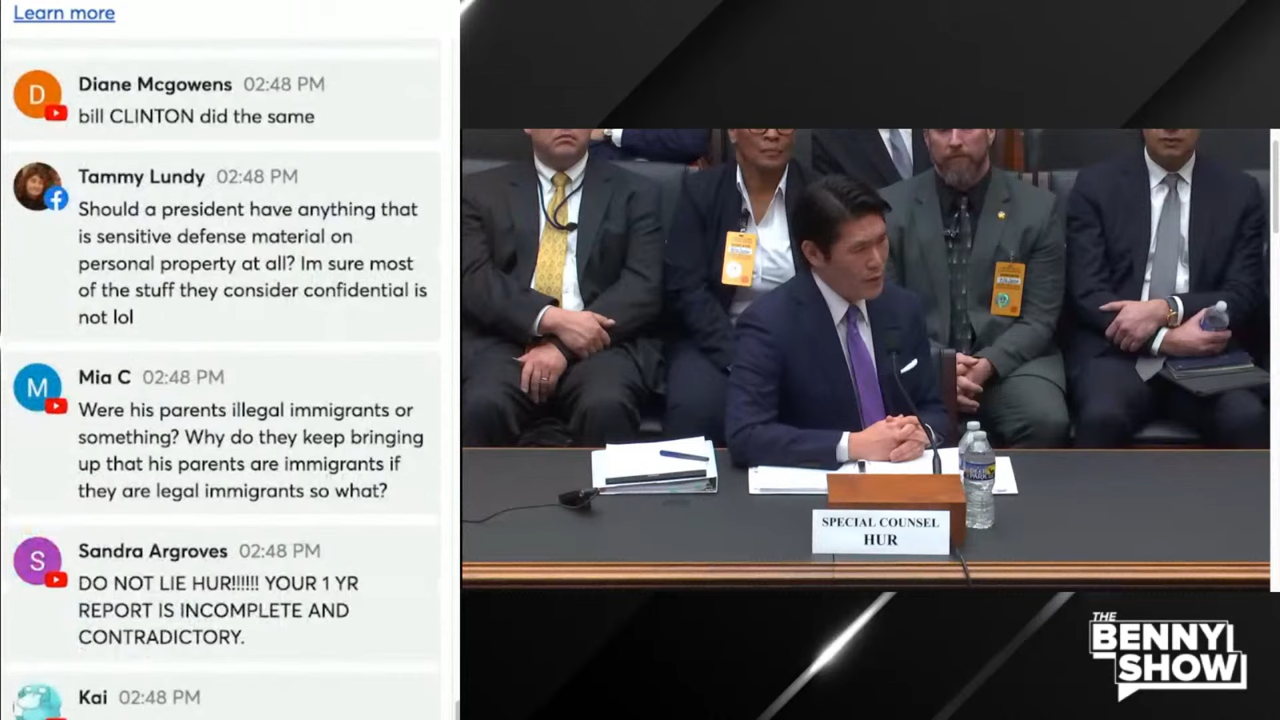 Learn more
Diane Mcgowens 02:48 PM
bill CLINTON did the same
Tammy Lundy 02:48 PM
Should a president have anything that
is sensitive defense material on
personal property at all? Im sure most
of the stuff they consider confidential is
not lol
Mia C 02:48 PM
Were his parents illegal immigrants or
something? Why do they keep bringing
up that his parents are immigrants if
they are legal immigrants so what?
Sandra Argroves 02:48 PM
DO NOT LIE HUR!!!!!! YOUR 1 YR
REPORT IS INCOMPLETE AND
CONTRADICTORY.
Kai 02:48 PM
D
M
S
SPECIAL COUNSEL
HUR
DEER
PARK
THE
BENNY
SHOW